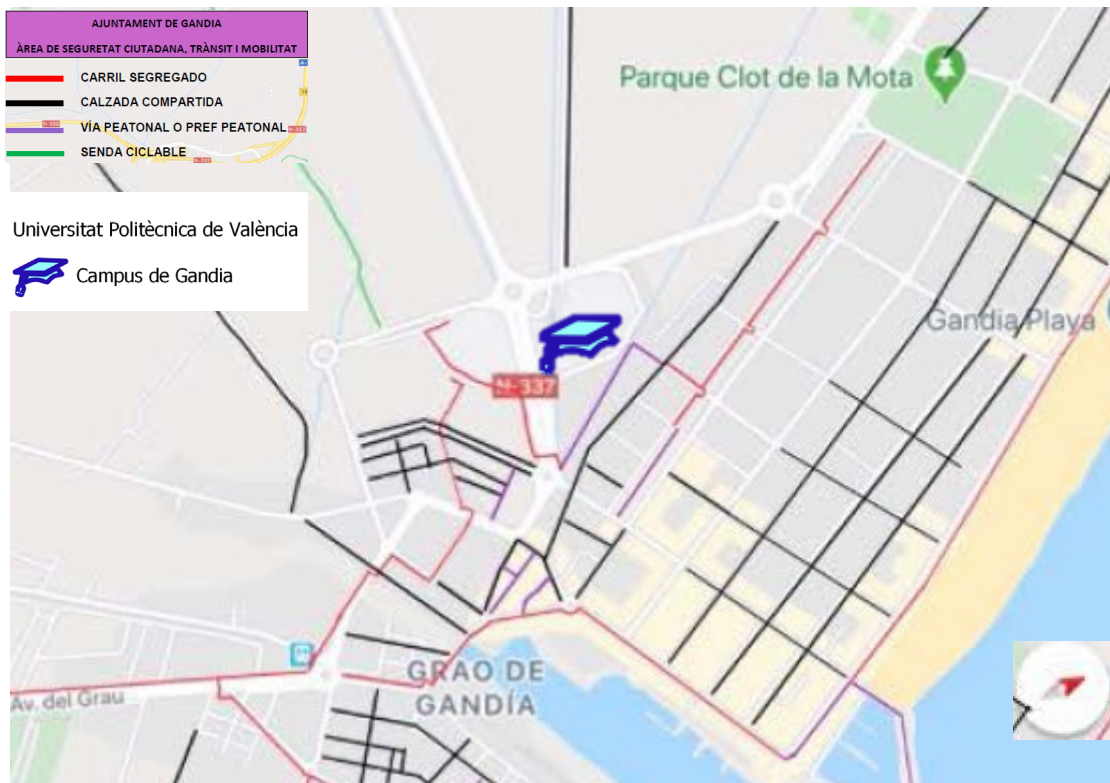 AJUNTAMENT DE GANDIA
ÀREA DE SEGURETAT CIUTADANA, TRÀNSIT I MOBILITAT
CARRIL SEGREGADO
CALZADA COMPARTIDA
VÍA PEATONAL O PREF PEATONAL
SENDA CICLABLE
Universitat Politècnica de València
Campus de Gandia
Parque Clot de la Mota
Gandia Playa
N-337
GRAO DE
GANDÍA
Av. del Grau
N-332
N-337